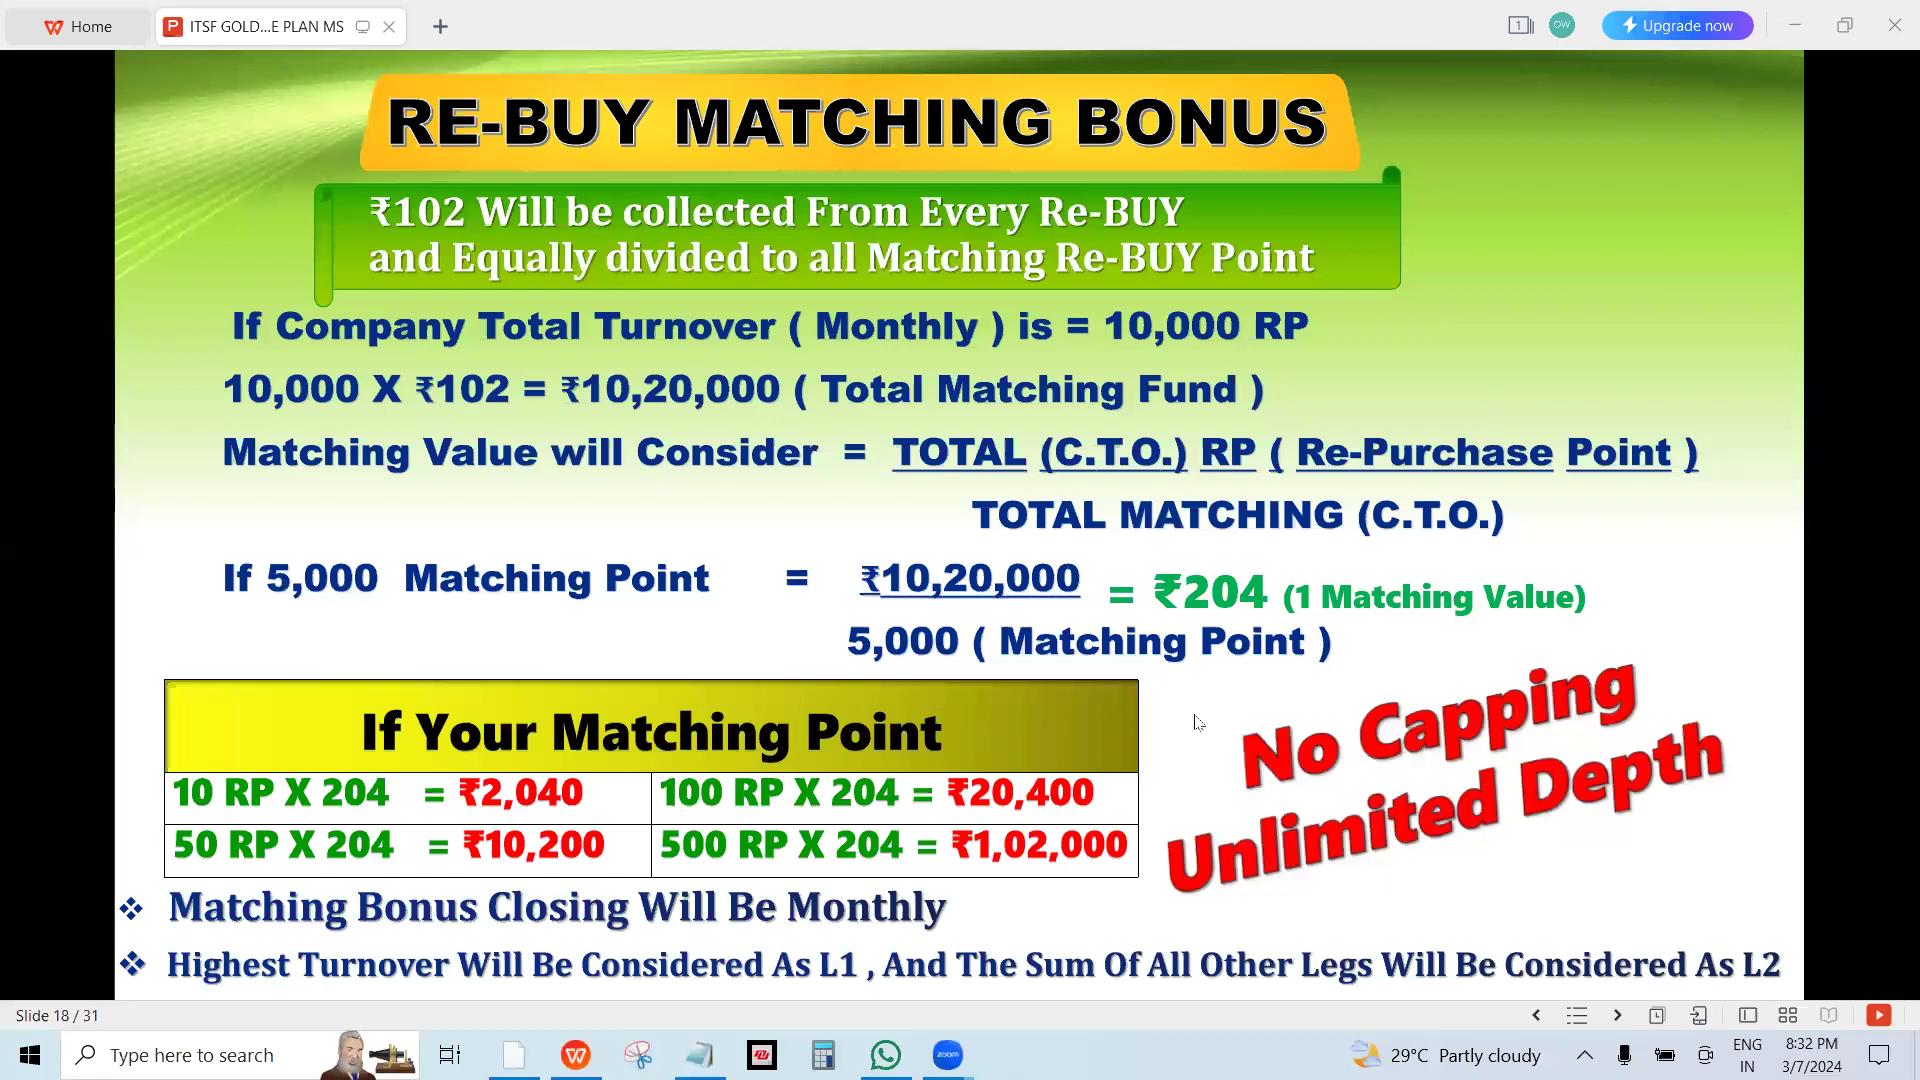 Home
ITSF GOLD...E PLAN MS
1
OW
Upgrade now
RE-BUY MATCHING BONUS
₹102 Will be collected From Every Re-BUY
and Equally divided to all Matching Re-BUY Point
If Company Total Turnover ( Monthly ) is = 10,000 RP
10,000 X ₹102 = ₹10,20,000 ( Total Matching Fund )
Matching Value will Consider = TOTAL (C.T.O.) RP ( Re-Purchase Point )
TOTAL MATCHING (C.T.O.)
If 5,000 Matching Point = ₹10,20,000 = ₹204 (1 Matching Value)
5,000 ( Matching Point )
If Your Matching Point
10 RP X 204 = ₹2,040 100 RP X 204 = ₹20,400
50 RP X 204 = ₹10,200 500 RP X 204 = ₹1,02,000
No Capping
Unlimited Depth
❖ Matching Bonus Closing Will Be Monthly
❖ Highest Turnover Will Be Considered As L1 , And The Sum Of All Other Legs Will Be Considered As L2
Slide 18 / 31
Type here to search
zoom
29°C Partly cloudy
ENG
IN
8:32 PM
3/7/2024